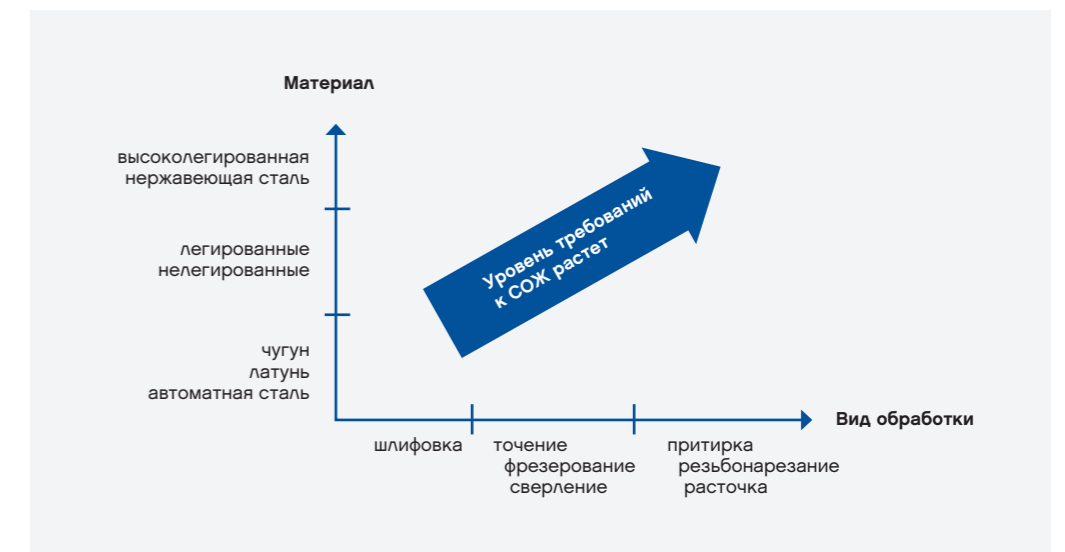 Материал
высоколегированная
нержавеющая сталь
легированные
нелегированные
чугун
латунь
автоматная сталь
Уровень требований
к СОЖ растет
Вид обработки
шлифовка
точение
фрезерование
сверление
притирка
резьбонарезание
расточка